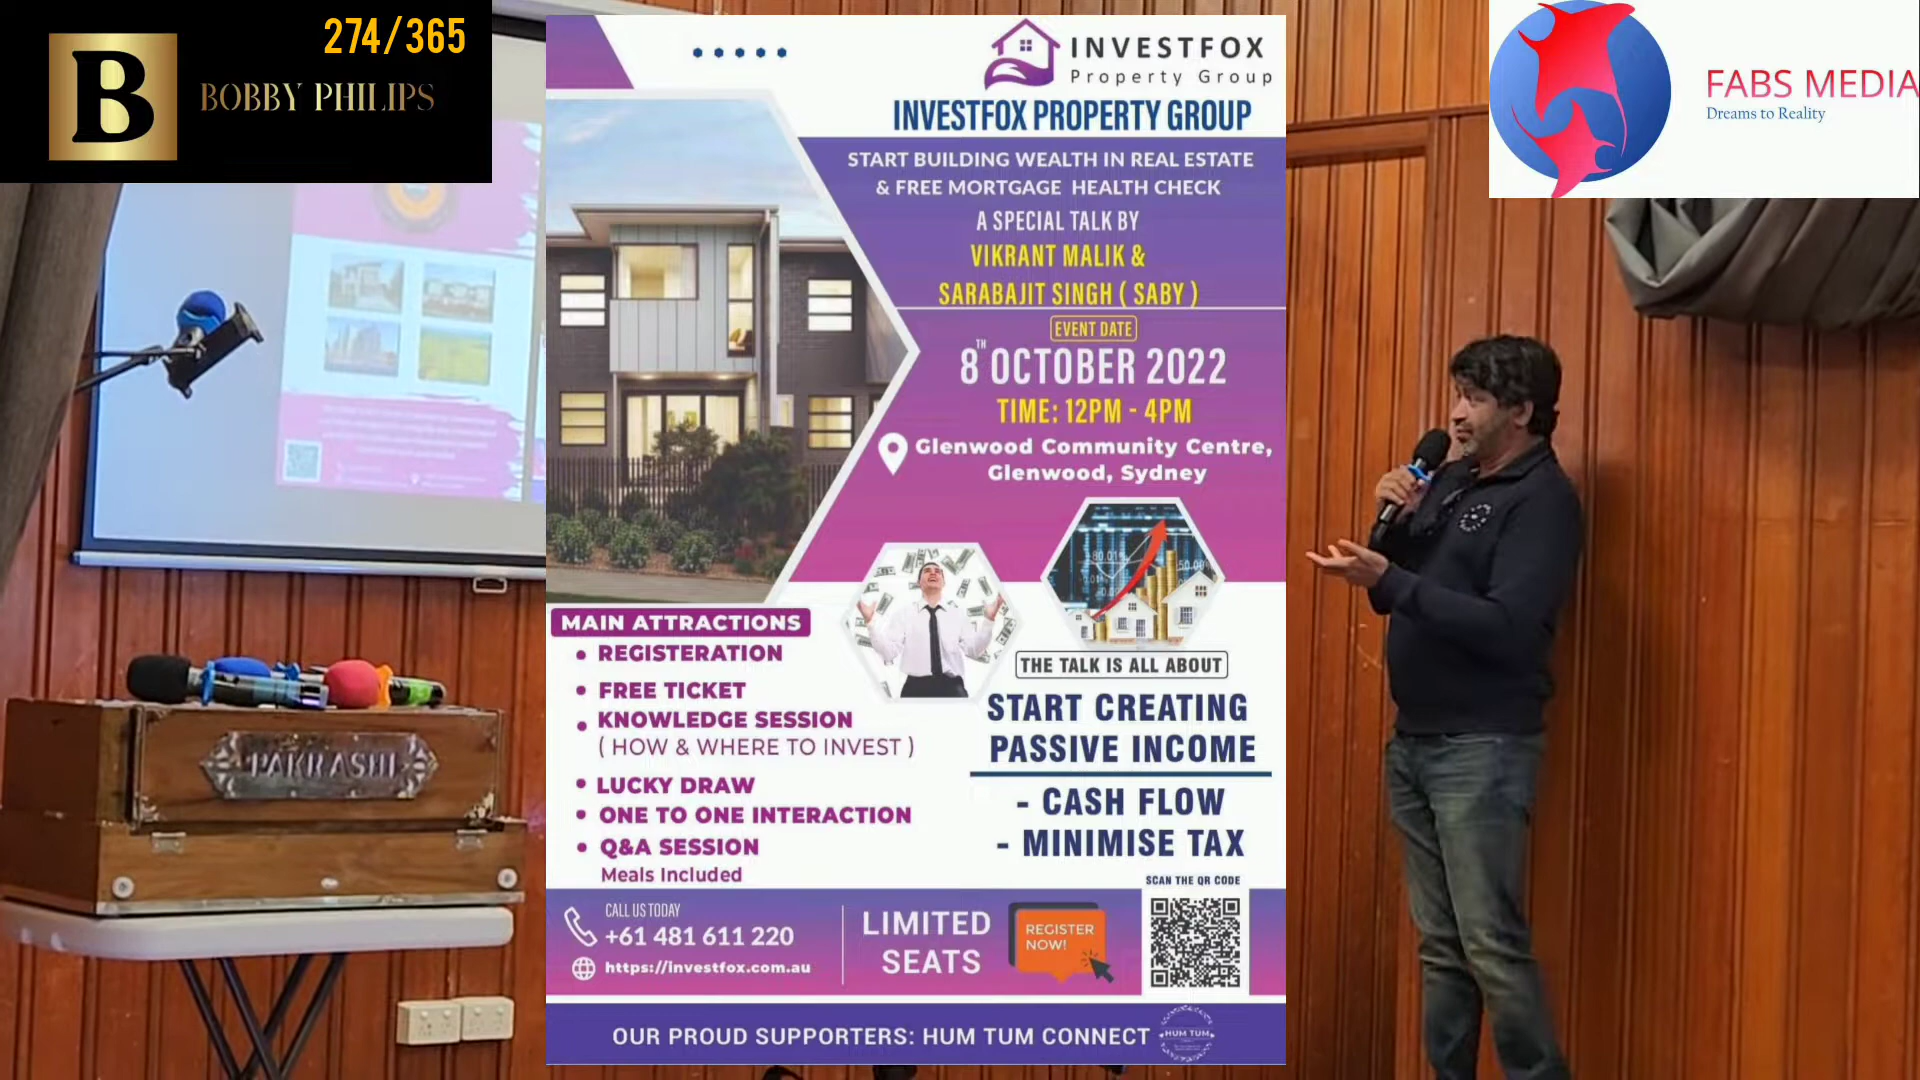 274/365
B
BOBBY PHILIPS
INVESTFOX
Property Group
INVESTFOX PROPERTY GROUP
START BUILDING WEALTH IN REAL ESTATE
& FREE MORTGAGE HEALTH CHECK
A SPECIAL TALK BY
VIKRANT MALIK &
SARABAJIT SINGH ( SABY )
EVENT DATE
8TH OCTOBER 2022
TIME: 12PM - 4PM
Glenwood Community Centre,
Glenwood, Sydney
MAIN ATTRACTIONS
• REGISTERATION
• FREE TICKET
• KNOWLEDGE SESSION
( HOW & WHERE TO INVEST )
• LUCKY DRAW
• ONE TO ONE INTERACTION
• Q&A SESSION
Meals Included
THE TALK IS ALL ABOUT
START CREATING
PASSIVE INCOME
- CASH FLOW
- MINIMISE TAX
SCAN THE QR CODE
CALL US TODAY
+61 481 611 220
https://investfox.com.au
LIMITED
SEATS
REGISTER
NOW!
OUR PROUD SUPPORTERS: HUM TUM CONNECT
HUM TUM
FABS MEDIA
Dreams to Reality
PAKRASHI